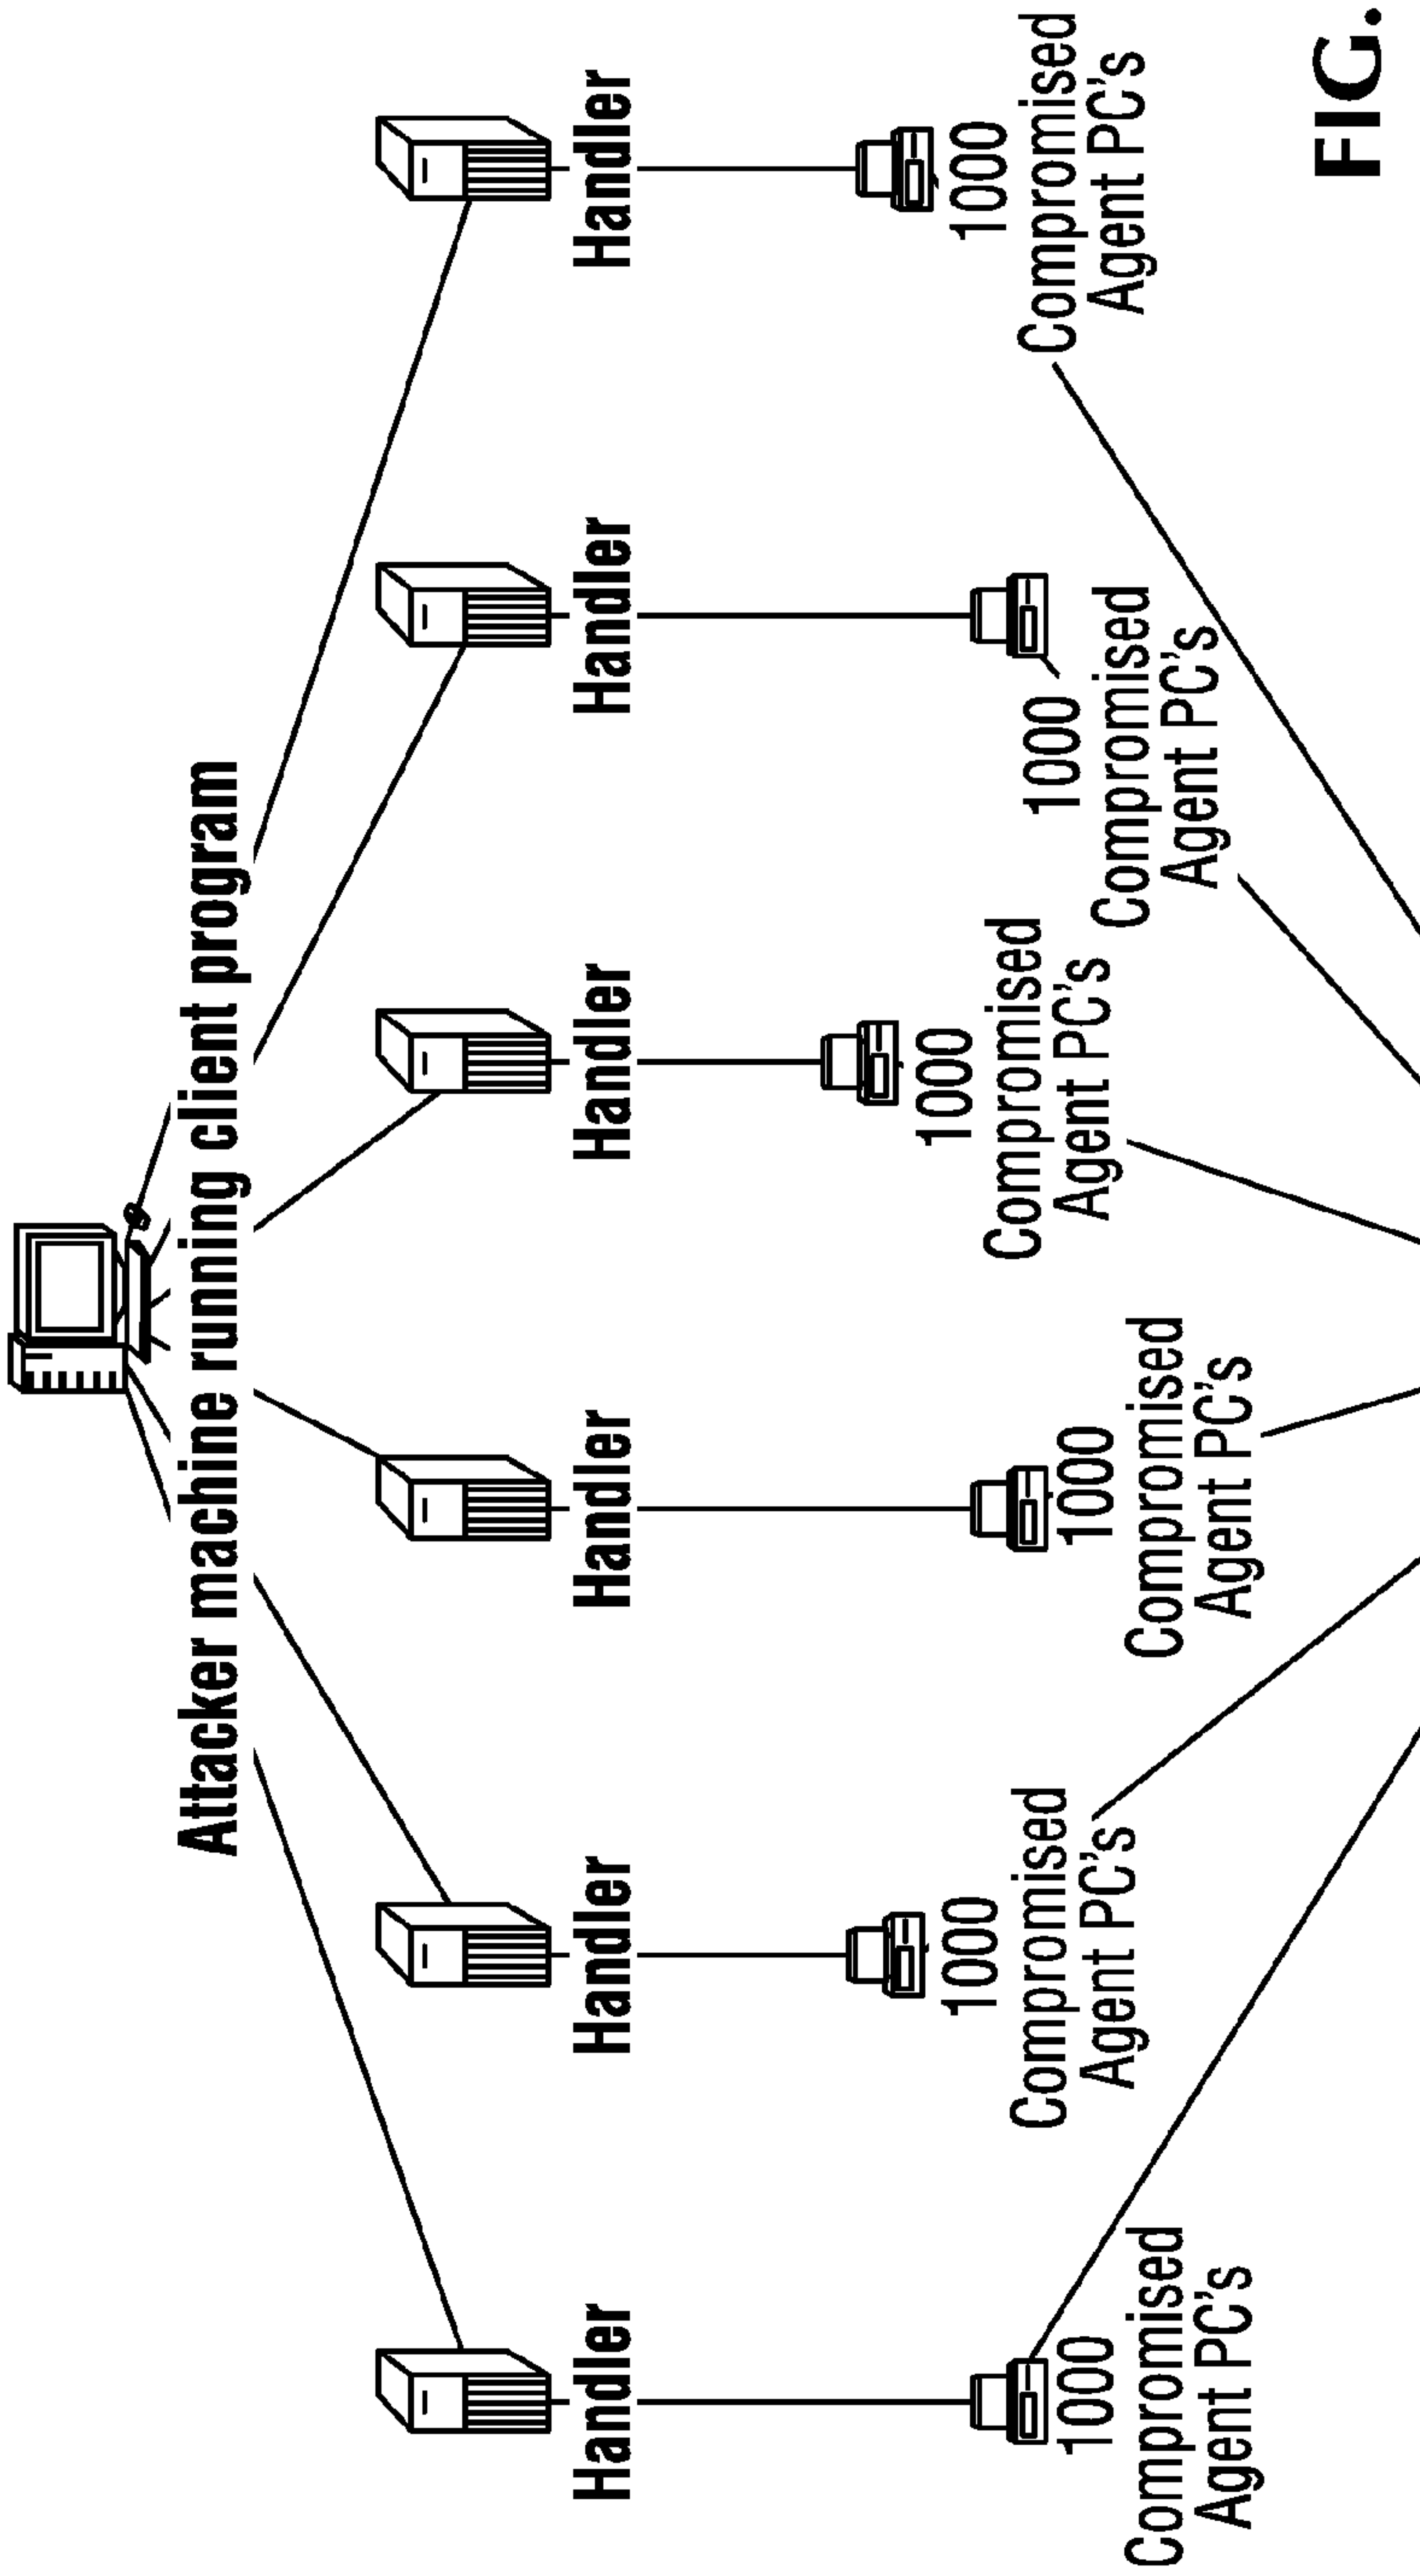 Attacker machine running client program
Handler
Handler
Handler
Handler
Handler
Handler
1000
Compromised
Agent PC's
1000
Compromised
Agent PC's
1000
Compromised
Agent PC's
1000
Compromised
Agent PC's
1000
Compromised
Agent PC's
1000
Compromised
Agent PC's
FIG.